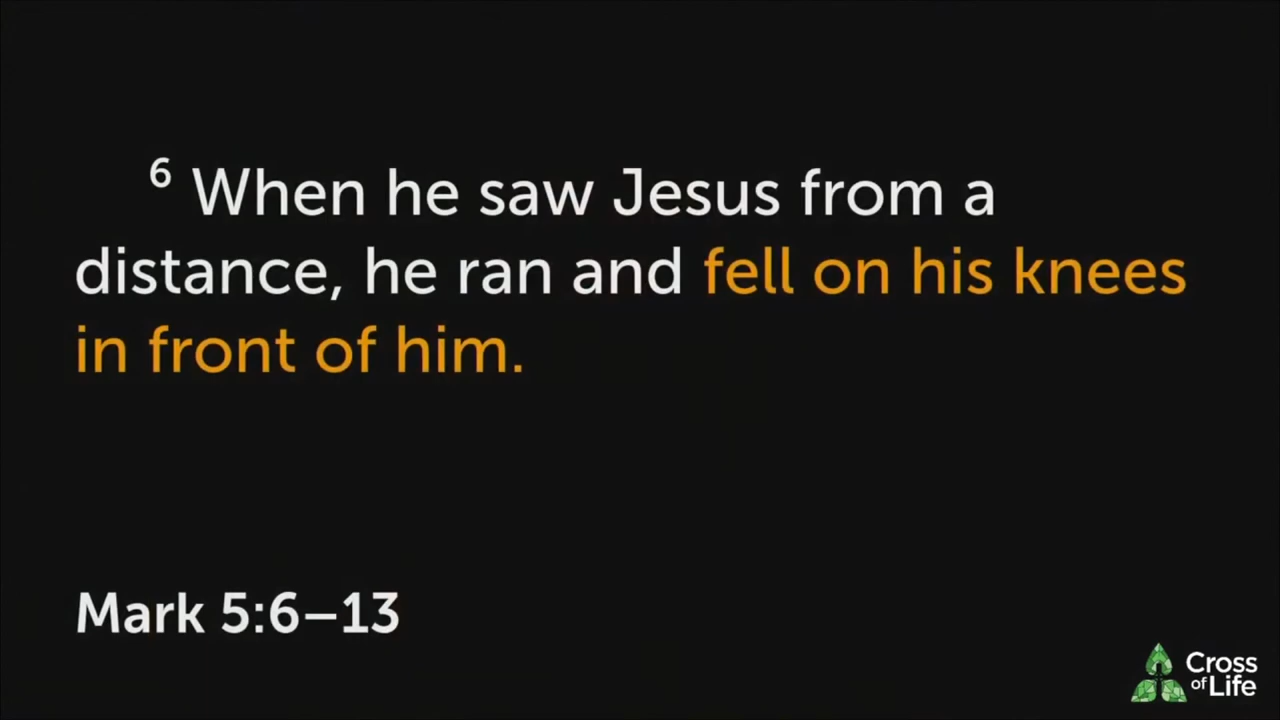 6 When he saw Jesus from a
distance, he ran and fell on his knees
in front of him.
Mark 5:6–13
Cross
of Life